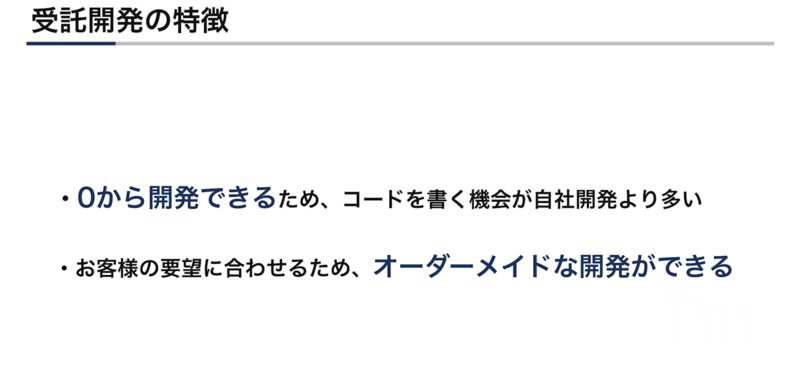 受託開発の特徴
・0から開発できるため、コードを書く機会が自社開発より多い
・お客様の要望に合わせるため、オーダーメイドな開発ができる